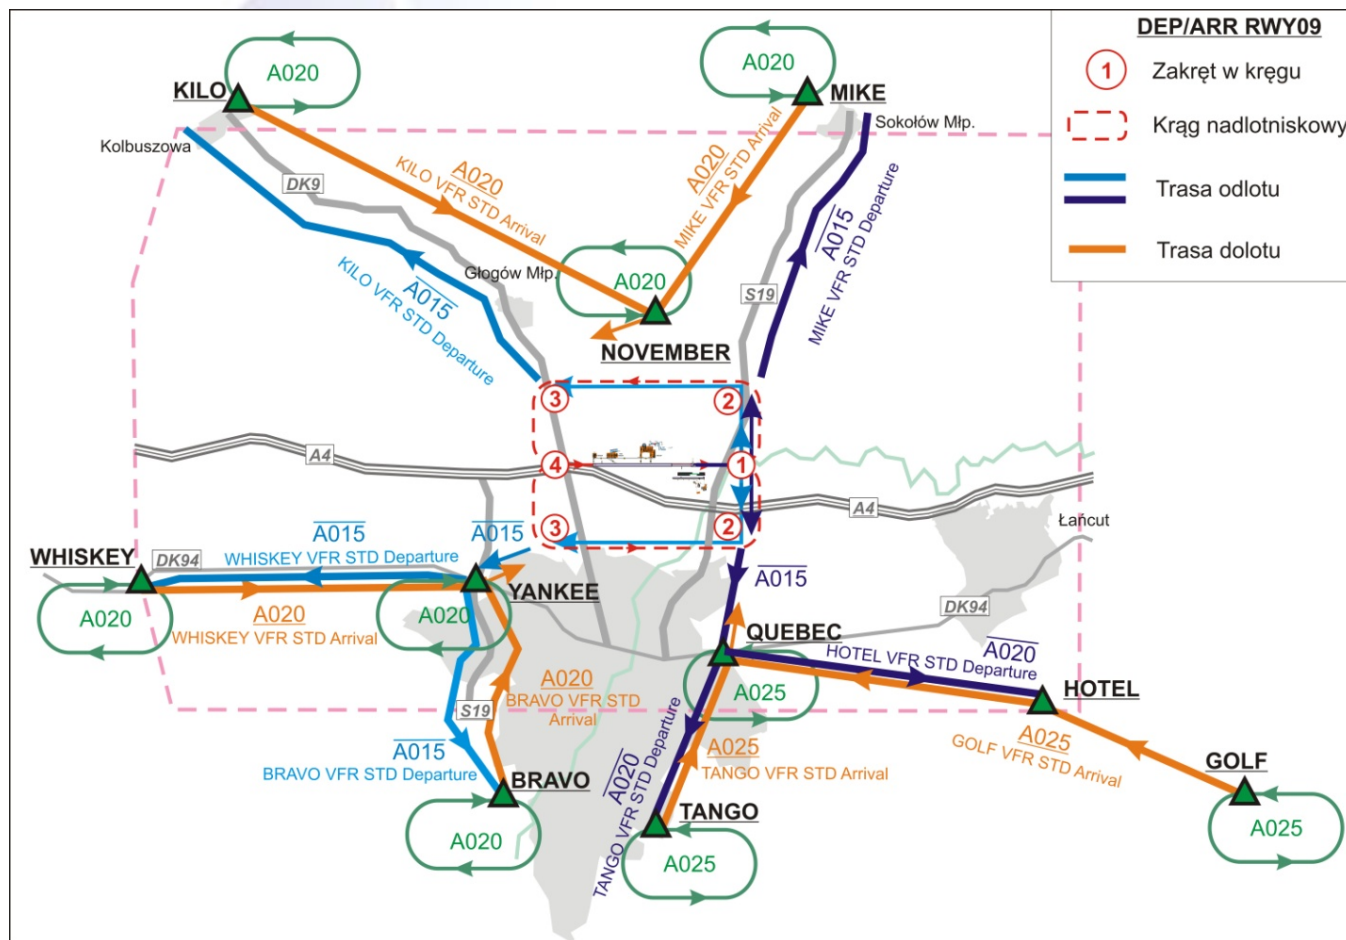 DEP/ARR RWY09
1 Zakręt w kręgu
Krąg nadlotniskowy
Trasa odlotu
Trasa dolotu
A020
KILO
Kolbuszowa
A020
MIKE
Sokołów Młp.
DK9
A020
KILO VFR STD Arrival
A020
MIKE VFR STD Arrival
A015
MIKE VFR STD Departure
S19
A015
KILO VFR STD Departure
Głogów Młp.
A020
NOVEMBER
3
2
A4
4
1
3
2
A4
Łańcut
WHISKEY
DK94
A015
WHISKEY VFR STD Departure
A015
YANKEE
A020
A020
WHISKEY VFR STD Arrival
A020
A015
QUEBEC
DK94
A020
HOTEL VFR STD Departure
HOTEL
A025
A025
GOLF VFR STD Arrival
GOLF
A025
S19
A020
BRAVO VFR STD
Arrival
A015
BRAVO VFR STD Departure
BRAVO
A020
A020
TANGO VFR STD Departure
A025
TANGO VFR STD Arrival
TANGO
A025